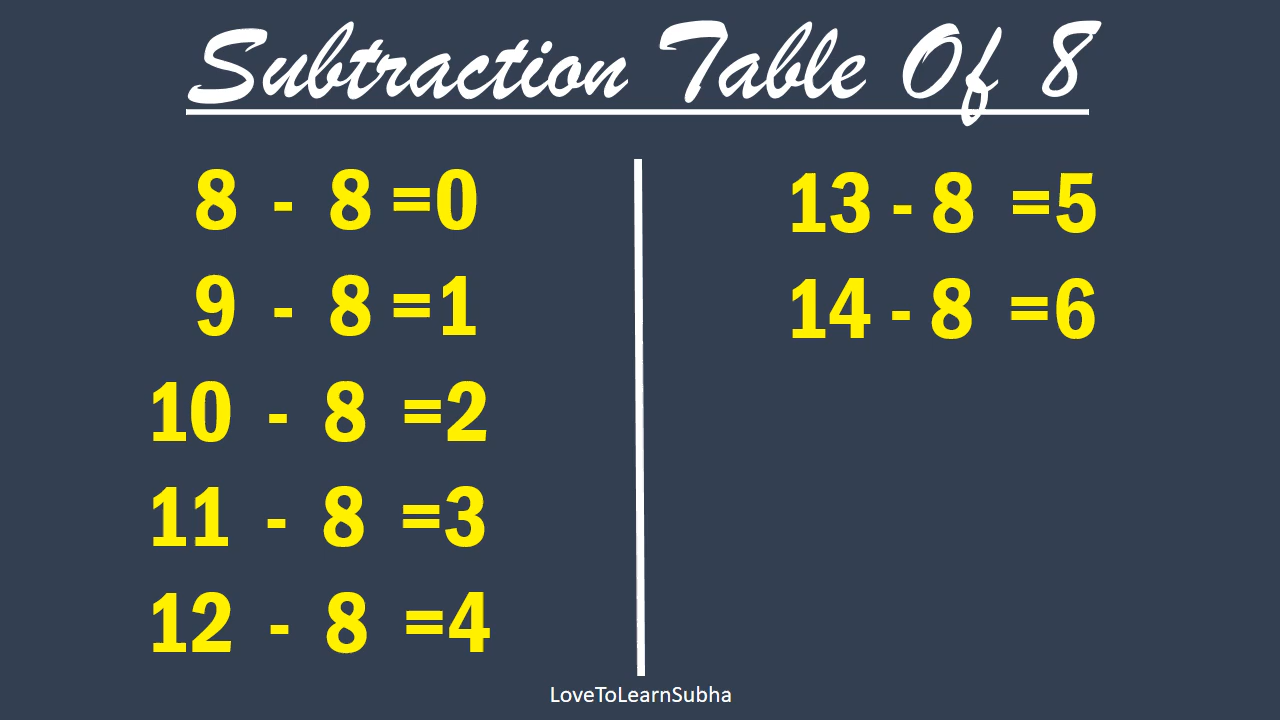 Subtraction Table Of 8
8 - 8 =0
9 - 8 =1
10 - 8 =2
11 - 8 =3
12 - 8 =4
13 - 8 =5
14 - 8 =6
LoveToLearnSubha